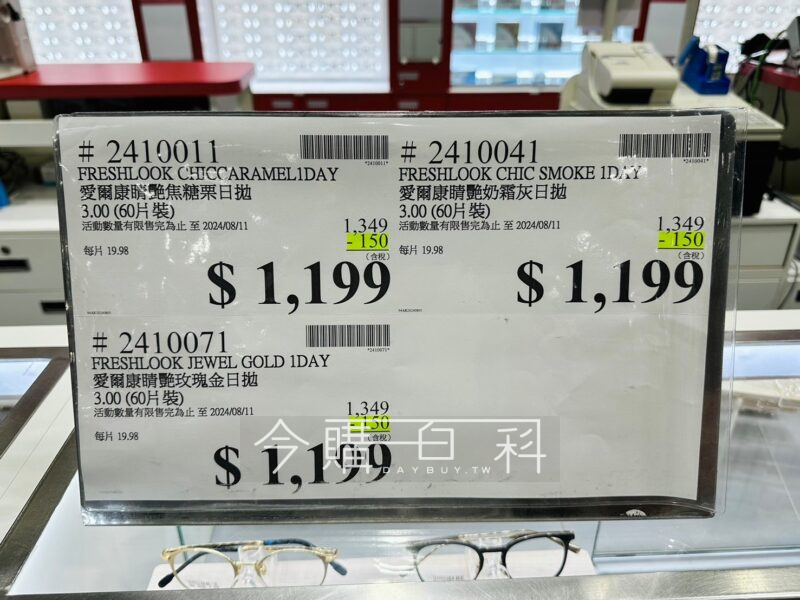 # 2410011
*2410011*
FRESHLOOK CHICCARAMEL1DAY
愛爾康睛艷焦糖栗日拋
3.00 (60片裝)
活動數量有限售完為止 至 2024/08/11
1,349
- 150
(含稅)
每片 19.98
$ 1,199
# 2410041
*2410041*
FRESHLOOK CHIC SMOKE 1DAY
愛爾康睛艷奶霜灰日拋
3.00 (60片裝)
活動數量有限售完為止 至 2024/08/11
1,349
- 150
(含稅)
每片 19.98
$ 1,199
# 2410071
*2410071*
FRESHLOOK JEWEL GOLD 1DAY
愛爾康睛艷玫瑰金日拋
3.00 (60片裝)
活動數量有限售完為止 至 2024/08/11
1,349
- 150
(含稅)
每片 19.98
$ 1,199
今購百科
DAYBUY.TW